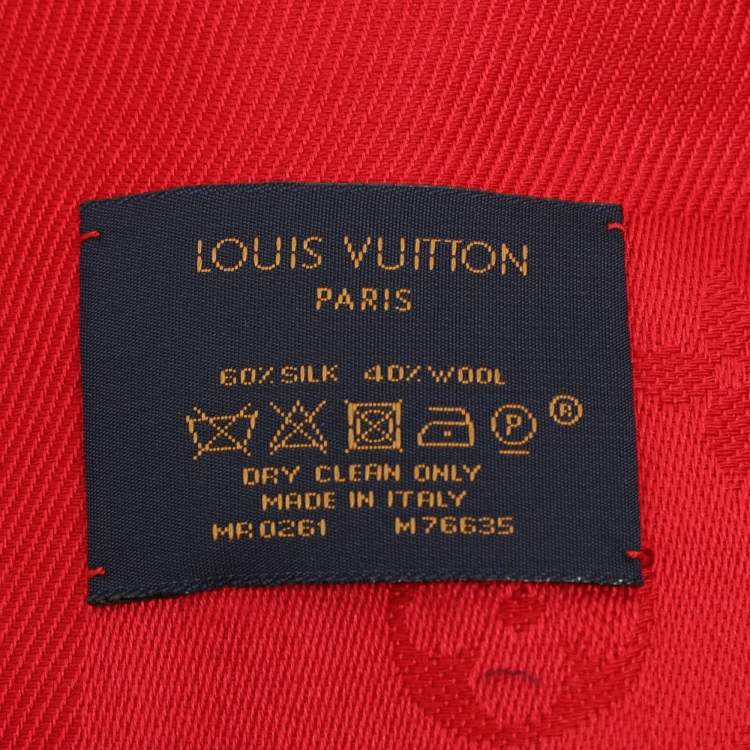 LOUIS VUITTON
PARIS
60% SILK 40% WOOL
P ®
DRY CLEAN ONLY
MADE IN ITALY
MR0261 M76635